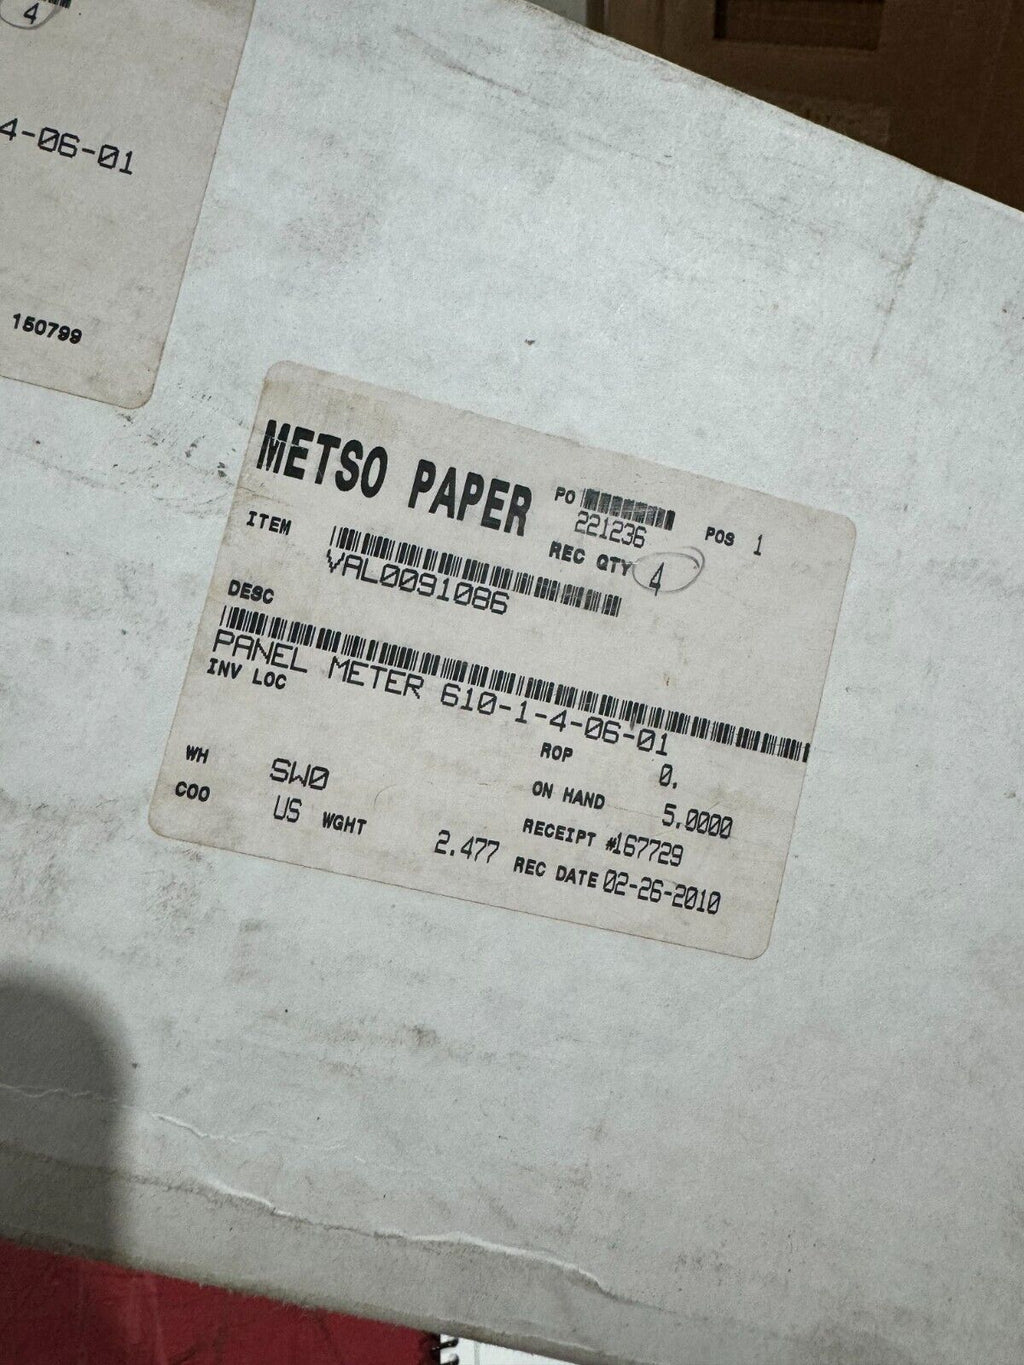 4
4-06-01
150799
METSO PAPER
PO 221236 POS 1
REC QTY 4
ITEM VAL0091086
DESC
PANEL METER 610-1-4-06-01
INV LOC
ROP 0.
WH SW0 ON HAND 5.0000
COO US WGHT 2.477 RECEIPT #167729
REC DATE 02-26-2010